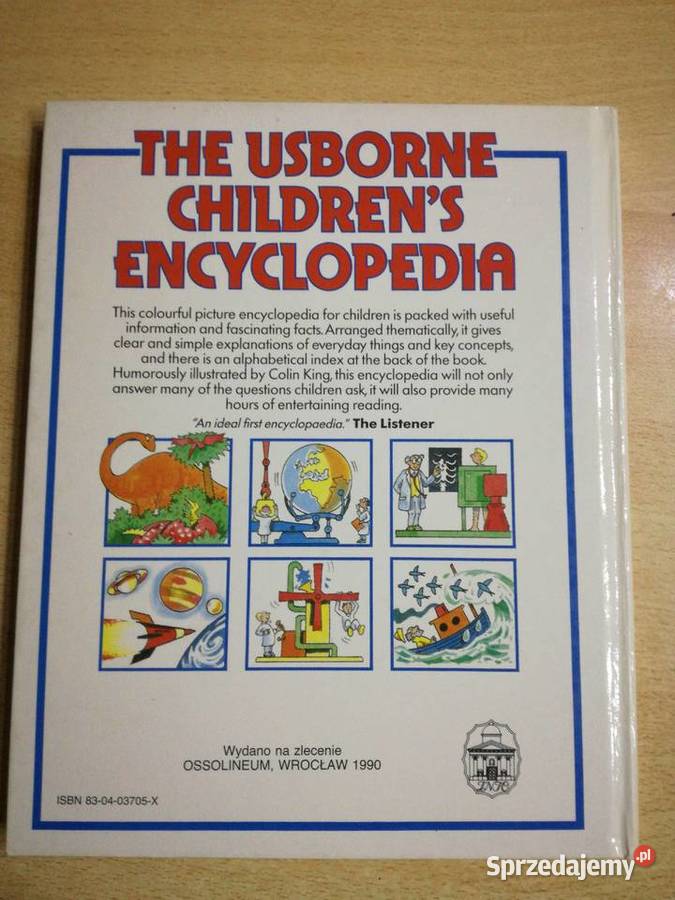 THE USBORNE
CHILDREN'S
ENCYCLOPEDIA
This colourful picture encyclopedia for children is packed with useful
information and fascinating facts. Arranged thematically, it gives
clear and simple explanations of everyday things and key concepts,
and there is an alphabetical index at the back of the book.
Humorously illustrated by Colin King, this encyclopedia will not only
answer many of the questions children ask, it will also provide many
hours of entertaining reading.
"An ideal first encyclopaedia." The Listener
Wydano na zlecenie
OSSOLINEUM, WROCŁAW 1990
ISBN 83-04-03705-X
Sprzedajemy.pl